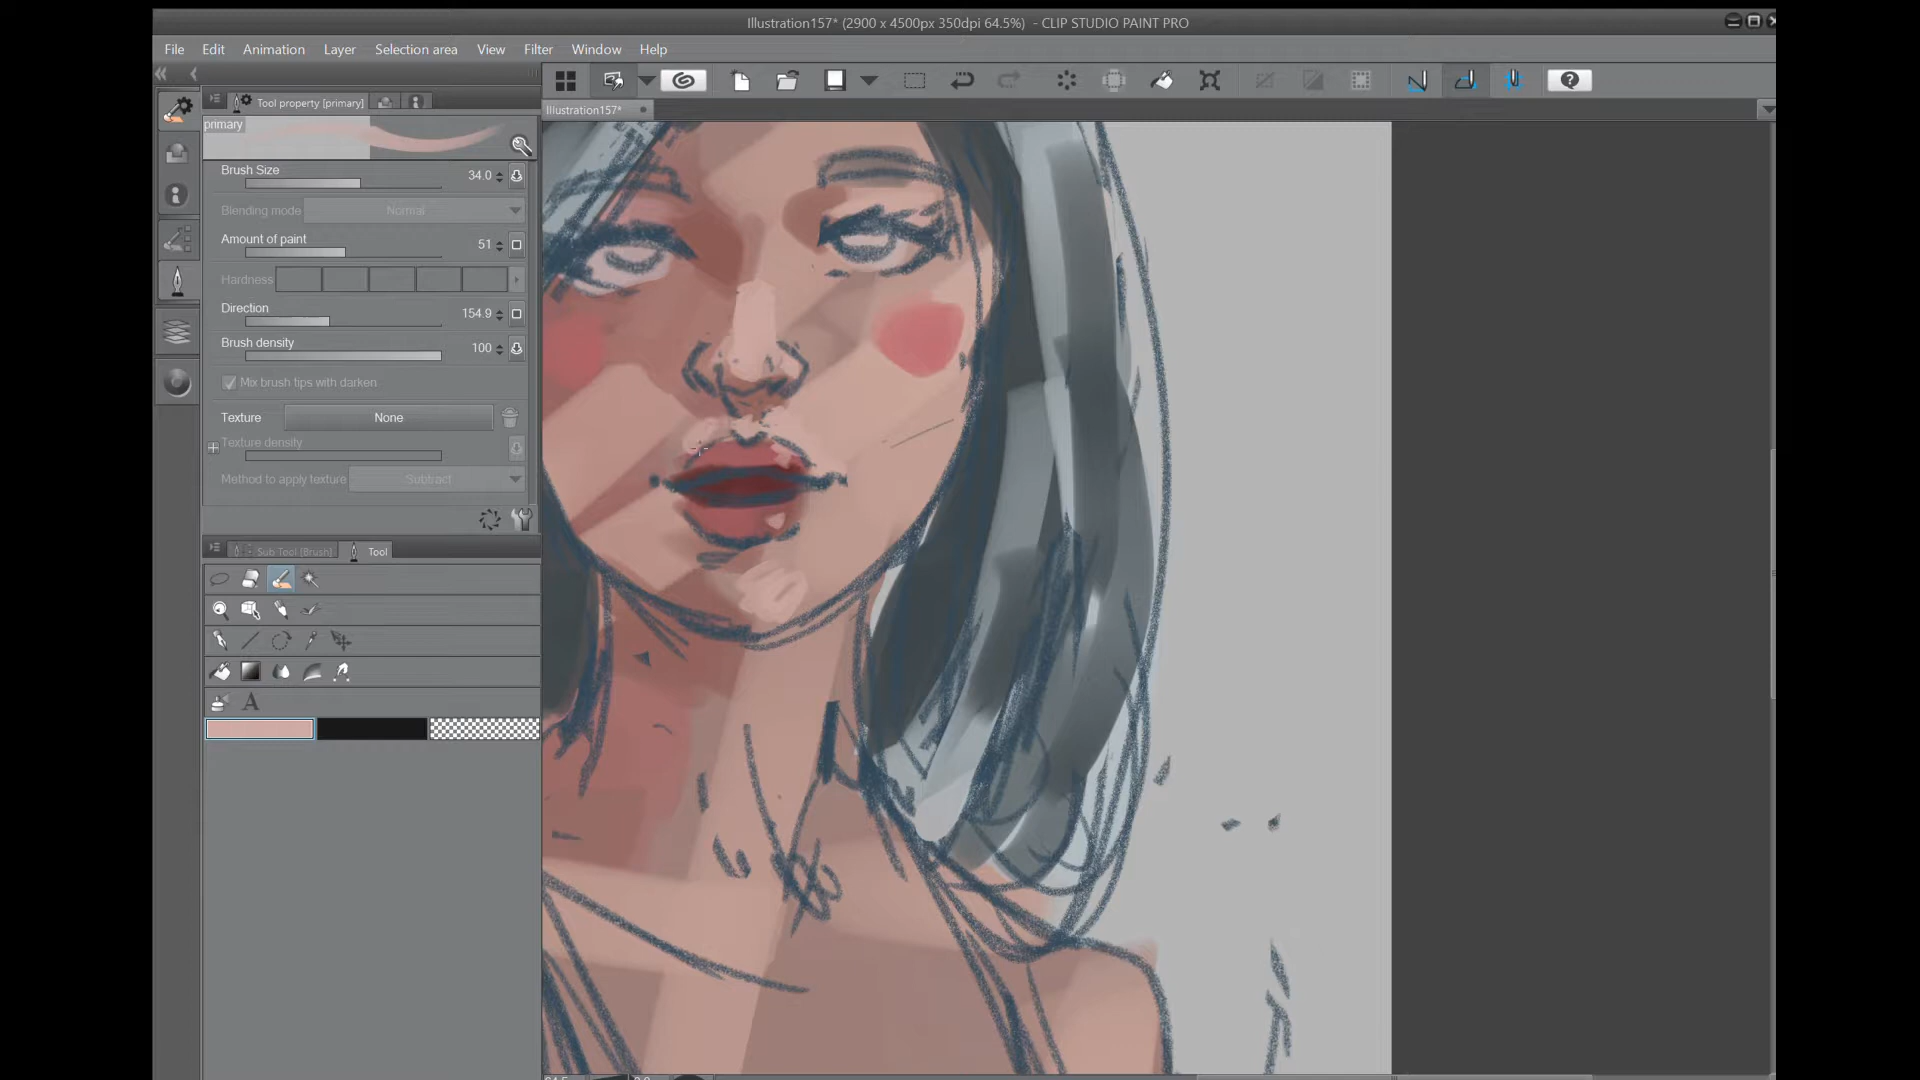 Illustration157* (2900 x 4500px 350dpi 64.5%) - CLIP STUDIO PAINT PRO
File Edit Animation Layer Selection area View Filter Window Help
Tool property [primary]
Illustration157*
primary
Brush Size 34.0
Blending mode Normal
Amount of paint 51
Hardness
Direction 154.9
Brush density 100
Mix brush tips with darken
Texture None
Texture density
Method to apply texture Subtract
Sub Tool [Brush] Tool
A